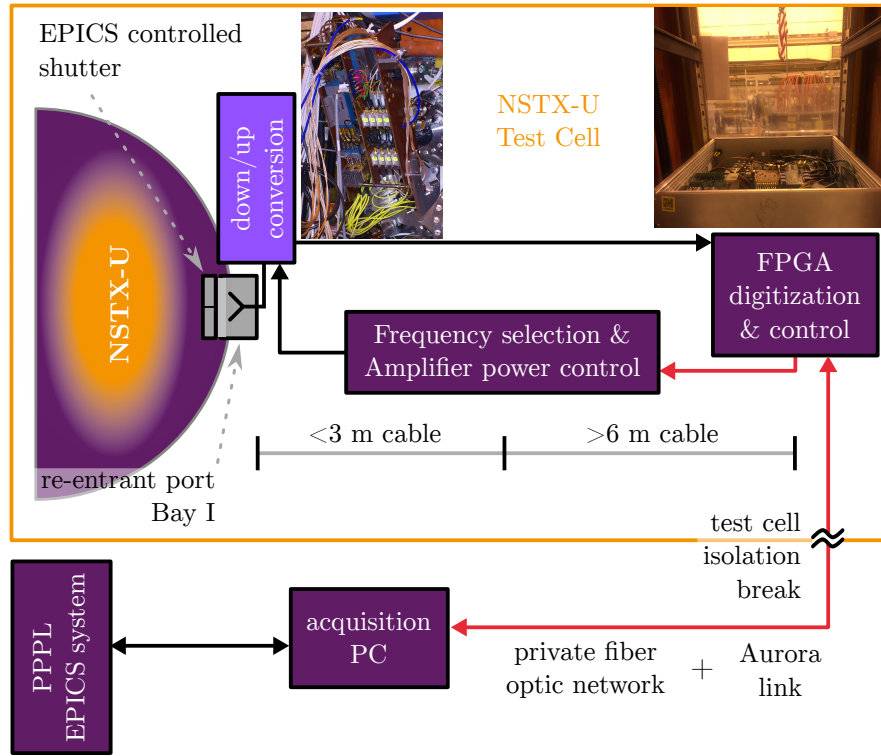 EPICS controlled
shutter
down/up
conversion
NSTX-U
Test Cell
NSTX-U
FPGA
digitization
& control
Frequency selection &
Amplifier power control
<3 m cable
>6 m cable
re-entrant port
Bay I
test cell
isolation
break
PPPL
EPICS system
acquisition
PC
private fiber
optic network
+
Aurora
link